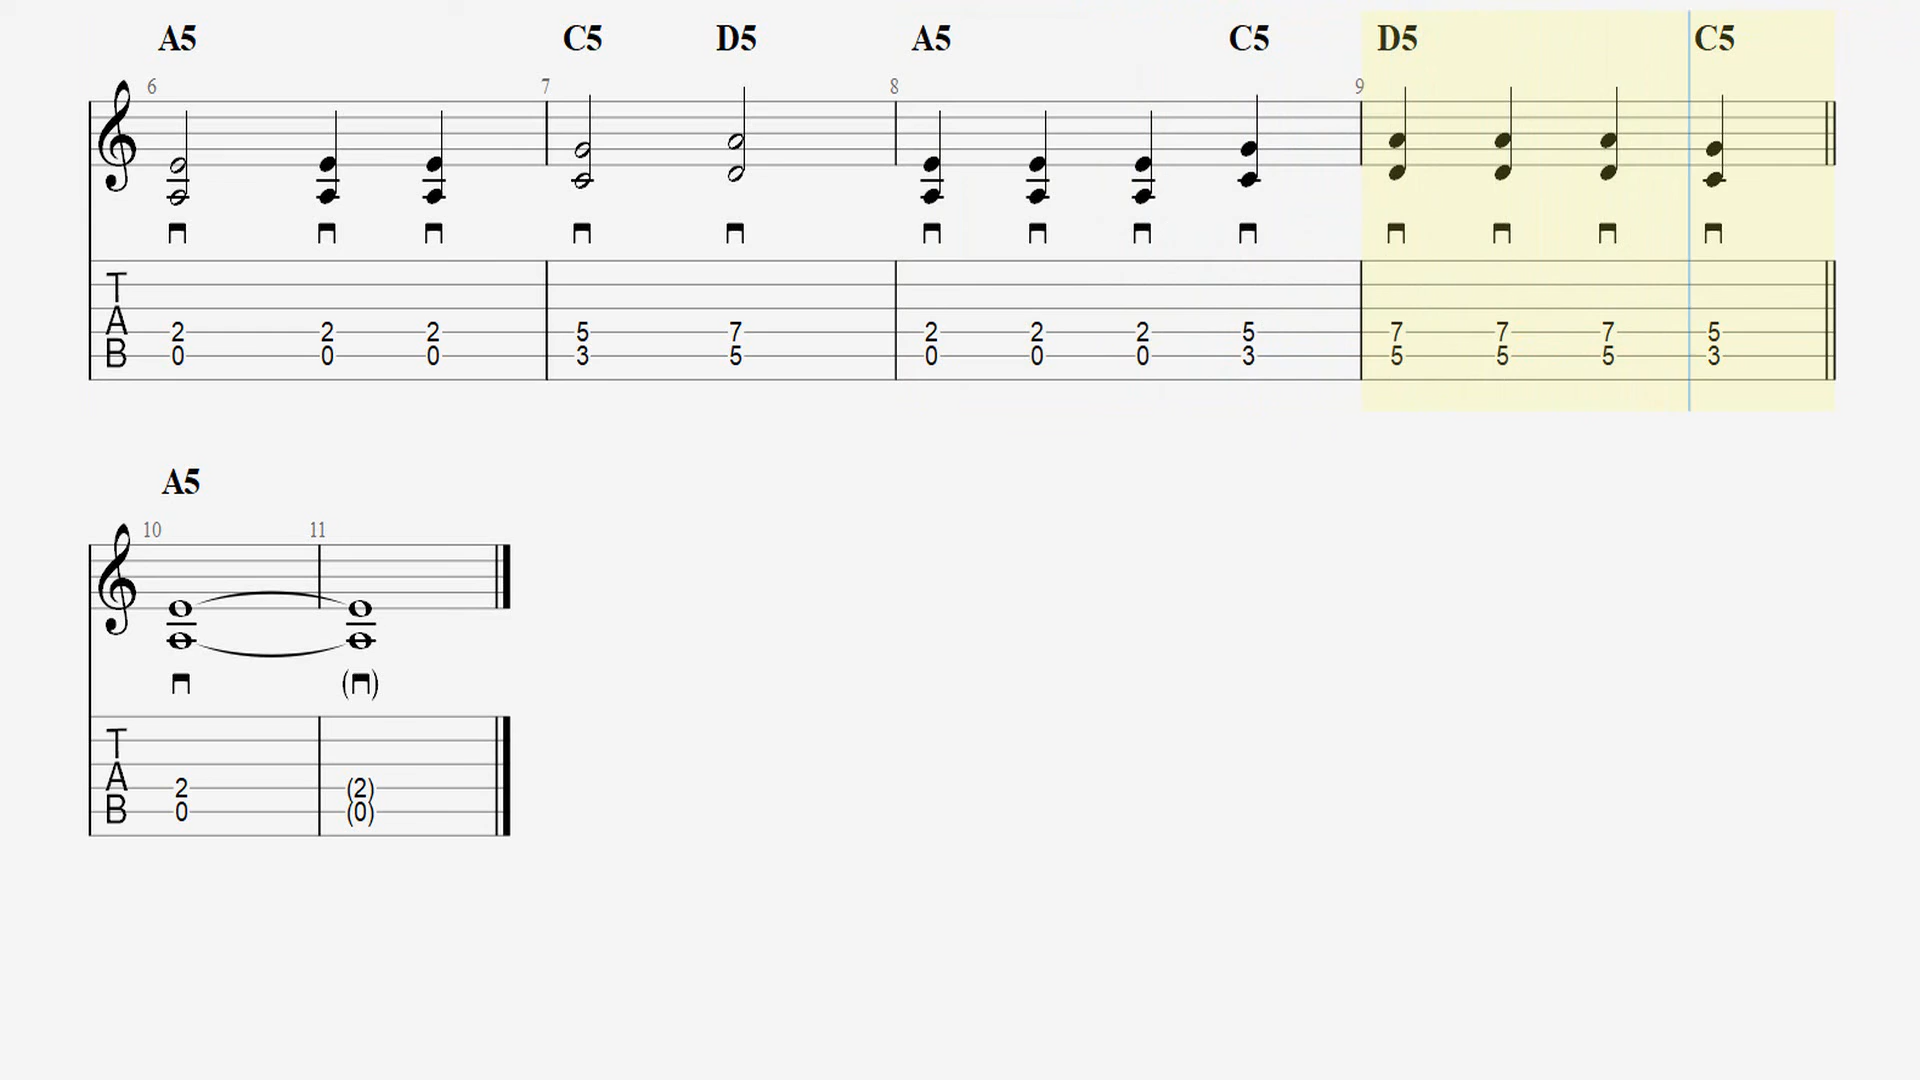 A5 C5 D5 A5 C5 D5 C5
6 7 8 9
T
A 2 2 2 5 7 2 2 2 5 7 7 7 5
B 0 0 0 3 5 0 0 0 3 5 5 5 3
A5
10 11
( )
T
A 2 (2)
B 0 (0)